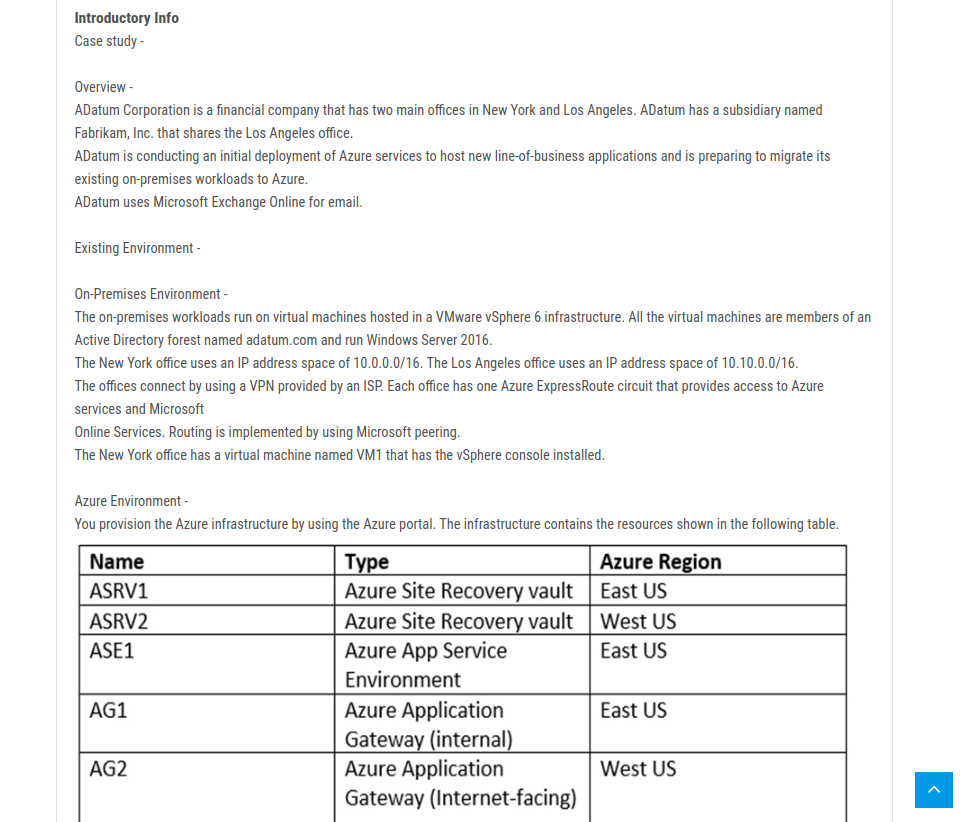 Introductory Info
Case study -
Overview -
ADatum Corporation is a financial company that has two main offices in New York and Los Angeles. ADatum has a subsidiary named
Fabrikam, Inc. that shares the Los Angeles office.
ADatum is conducting an initial deployment of Azure services to host new line-of-business applications and is preparing to migrate its
existing on-premises workloads to Azure.
ADatum uses Microsoft Exchange Online for email.
Existing Environment -
On-Premises Environment -
The on-premises workloads run on virtual machines hosted in a VMware vSphere 6 infrastructure. All the virtual machines are members of an
Active Directory forest named adatum.com and run Windows Server 2016.
The New York office uses an IP address space of 10.0.0.0/16. The Los Angeles office uses an IP address space of 10.10.0.0/16.
The offices connect by using a VPN provided by an ISP. Each office has one Azure ExpressRoute circuit that provides access to Azure
services and Microsoft
Online Services. Routing is implemented by using Microsoft peering.
The New York office has a virtual machine named VM1 that has the vSphere console installed.
Azure Environment -
You provision the Azure infrastructure by using the Azure portal. The infrastructure contains the resources shown in the following table.
Name Type Azure Region
ASRV1 Azure Site Recovery vault East US
ASRV2 Azure Site Recovery vault West US
ASE1 Azure App Service East US
Environment
AG1 Azure Application East US
Gateway (internal)
AG2 Azure Application West US
Gateway (Internet-facing)